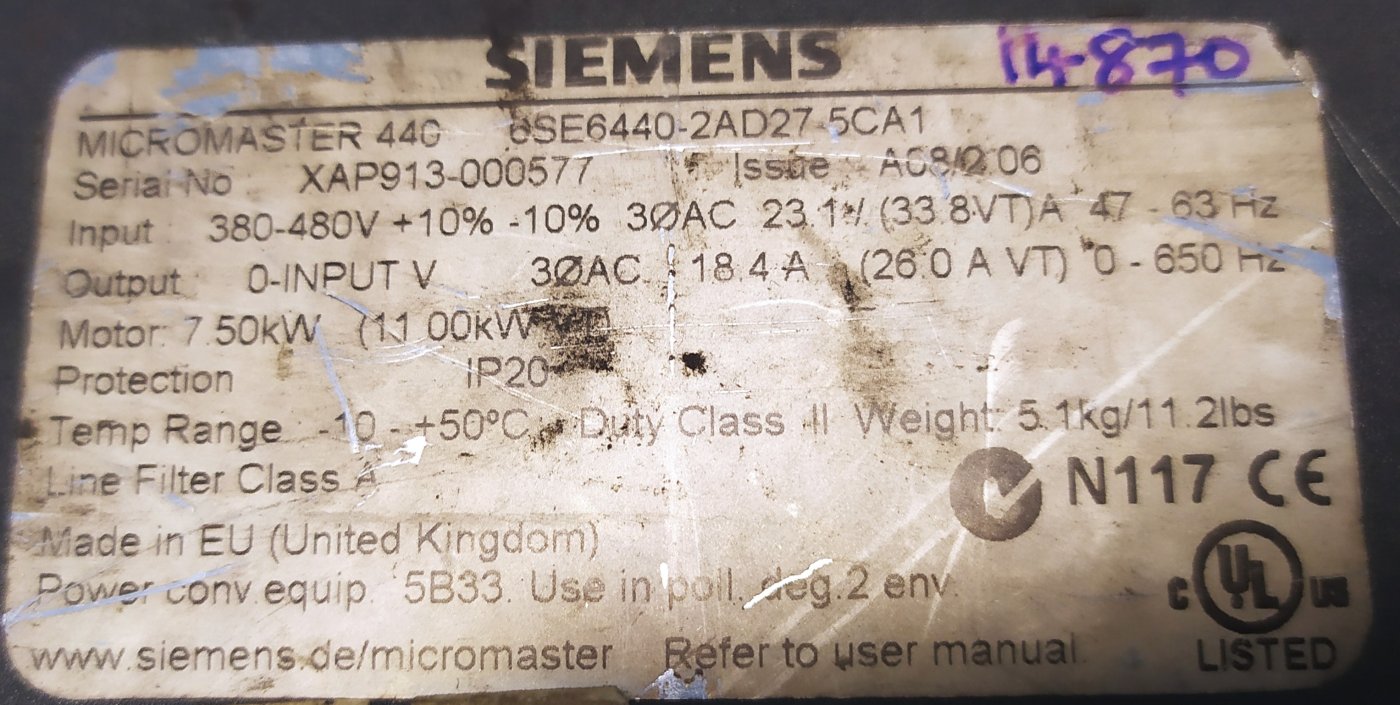 SIEMENS
14-870
MICROMASTER 440 6SE6440-2AD27-5CA1
Serial No XAP913-000577 Issue A08/2.06
Input : 380-480V +10% -10% 3ØAC 23.1 / (33.8VT)A 47 - 63 Hz
Output : 0-INPUT V 3ØAC : 18.4 A (26.0 A VT) 0 - 650 Hz
Motor: 7.50kW (11.00kW
Protection IP20
Temp Range : -10 - +50ºC Duty Class II Weight: 5.1kg/11.2lbs
Line Filter Class A
N117 CE
Made in EU (United Kingdom)
Power conv.equip. 5B33. Use in poll. deg.2 env.
C UL US
LISTED
www.siemens.de/micromaster Refer to user manual